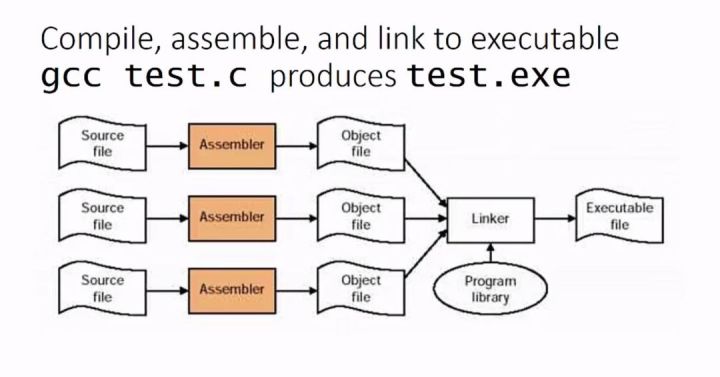 Compile, assemble, and link to executable
gcc test.c produces test.exe
Source
file
Assembler
Object
file
Source
file
Assembler
Object
file
Linker
Executable
file
Source
file
Assembler
Object
file
Program
library